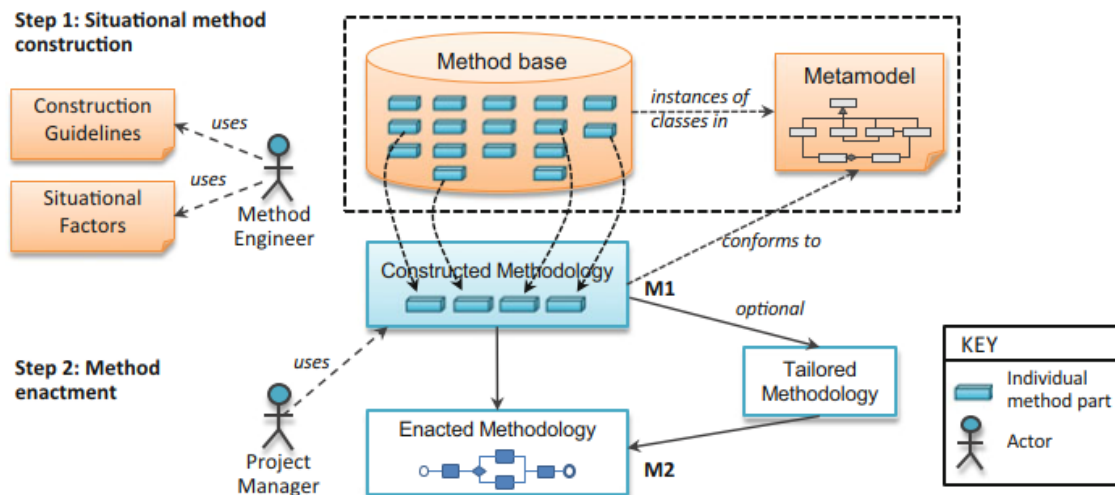 Step 1: Situational method
construction
Method base
Metamodel
instances of
classes in
Construction
Guidelines
uses
Situational
Factors
uses
Method
Engineer
conforms to
Constructed Methodology
M1
optional
Step 2: Method
enactment
uses
Project
Manager
Tailored
Methodology
Enacted Methodology
M2
KEY
Individual
method part
Actor